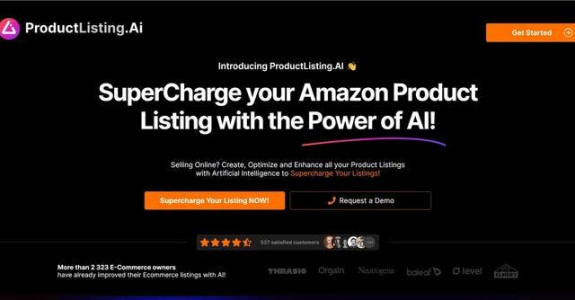 ProductListing.Ai
Get Started
Introducing ProductListing.AI 👋
SuperCharge your Amazon Product
Listing with the Power of AI!
Selling Online? Create, Optimize and Enhance all your Product Listings
with Artificial Intelligence to Supercharge Your Listings!
Supercharge Your Listing NOW!
Request a Demo
527 satisfied customers
More than 2 323 E-Commerce owners
have already improved their Ecommerce listings with AI!
THRASIO Orgain Neutrogena baleaf level